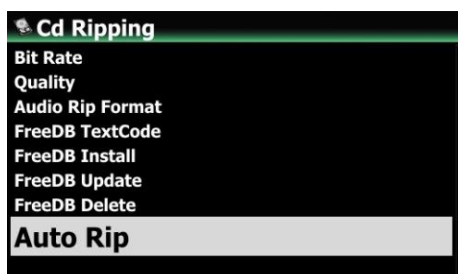 Cd Ripping
Bit Rate
Quality
Audio Rip Format
FreeDB TextCode
FreeDB Install
FreeDB Update
FreeDB Delete
Auto Rip